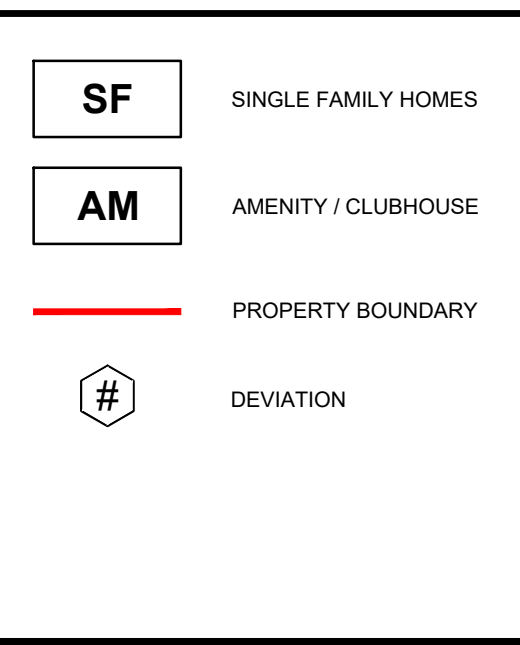 SF SINGLE FAMILY HOMES
AM AMENITY / CLUBHOUSE
PROPERTY BOUNDARY
# DEVIATION